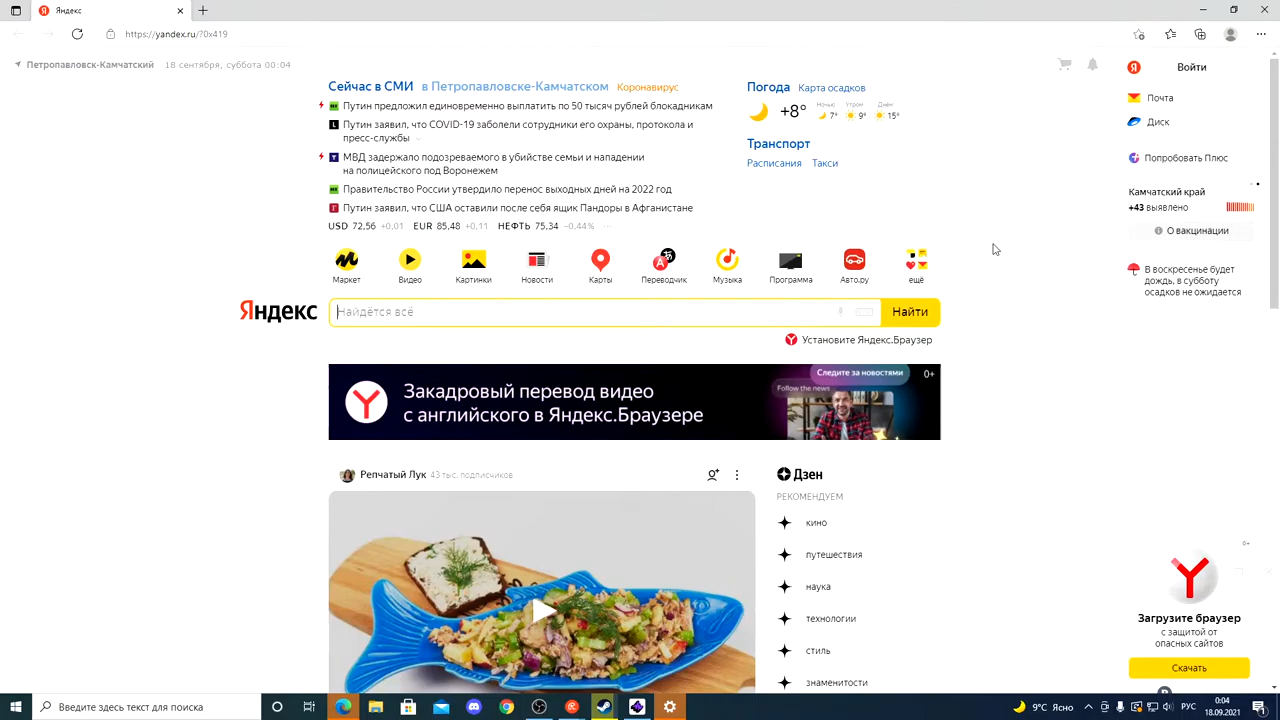 Яндекс
https://yandex.ru/?0x419
Петропавловск-Камчатский 18 сентября, суббота 00:04
Сейчас в СМИ в Петропавловске-Камчатском Коронавирус
Путин предложил единовременно выплатить по 50 тысяч рублей блокадникам
Путин заявил, что COVID-19 заболели сотрудники его охраны, протокола и
пресс-службы
МВД задержало подозреваемого в убийстве семьи и нападении
на полицейского под Воронежем
Правительство России утвердило перенос выходных дней на 2022 год
Путин заявил, что США оставили после себя ящик Пандоры в Афганистане
USD 72,56 +0,01 EUR 85,48 +0,11 НЕФТЬ 75,34 −0,44% ...
Погода Карта осадков
+8° Ночью 7° Утром 9° Днём 15°
Транспорт
Расписания Такси
Войти
Почта
Диск
Попробовать Плюс
Камчатский край
+43 выявлено
О вакцинации
В воскресенье будет
дождь, в субботу
осадков не ожидается
Маркет Видео Картинки Новости Карты Переводчик Музыка Программа Авто.ру ещё
Яндекс Найдётся всё Найти
Установите Яндекс.Браузер
Закадровый перевод видео
с английского в Яндекс.Браузере
Следите за новостями
Follow the news
0+
Репчатый Лук 43 тыс. подписчиков
Дзен
РЕКОМЕНДУЕМ
кино
путешествия
наука
технологии
стиль
знаменитости
0+
Загрузите браузер
с защитой от
опасных сайтов
Скачать
Введите здесь текст для поиска
9°C Ясно
РУС
0:04
18.09.2021
1